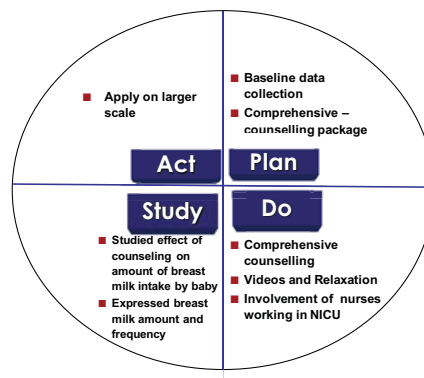 ■ Apply on larger
scale
■ Baseline data
collection
■ Comprehensive –
counselling package
Act
Plan
Study
Do
■ Studied effect of
counseling on
amount of breast
milk intake by baby
■ Expressed breast
milk amount and
frequency
■ Comprehensive
counselling
■ Videos and Relaxation
■ Involvement of nurses
working in NICU